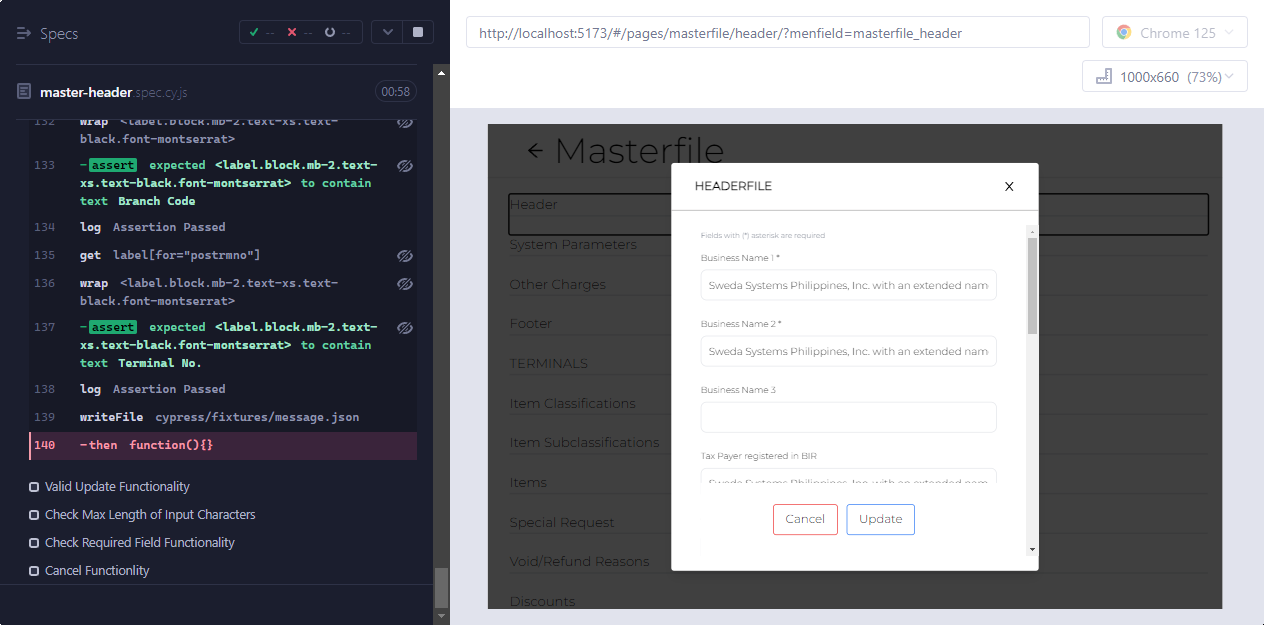 Specs
--
--
--
master-header.spec.cy.js
00:58
132 wrap <label.block.mb-2.text-xs.text-
black.font-montserrat>
133 -assert expected <label.block.mb-2.text-
xs.text-black.font-montserrat> to contain
text Branch Code
134 log Assertion Passed
135 get label[for="postrmno"]
136 wrap <label.block.mb-2.text-xs.text-
black.font-montserrat>
137 -assert expected <label.block.mb-2.text-
xs.text-black.font-montserrat> to contain
text Terminal No.
138 log Assertion Passed
139 writeFile cypress/fixtures/message.json
140 -then function(){}
Valid Update Functionality
Check Max Length of Input Characters
Check Required Field Functionality
Cancel Functionlity
http://localhost:5173/#/pages/masterfile/header/?menfield=masterfile_header
Chrome 125
1000x660 (73%)
Masterfile
Header
System Parameters
Other Charges
Footer
TERMINALS
Item Classifications
Item Subclassifications
Items
Special Request
Void/Refund Reasons
Discounts
HEADERFILE
X
Fields with (*) asterisk are required
Business Name 1 *
Sweda Systems Philippines, Inc. with an extended nam
Business Name 2 *
Sweda Systems Philippines, Inc. with an extended nam
Business Name 3
Tax Payer registered in BIR
Sweda Systems Philippines, Inc. with an extended nam
Cancel
Update